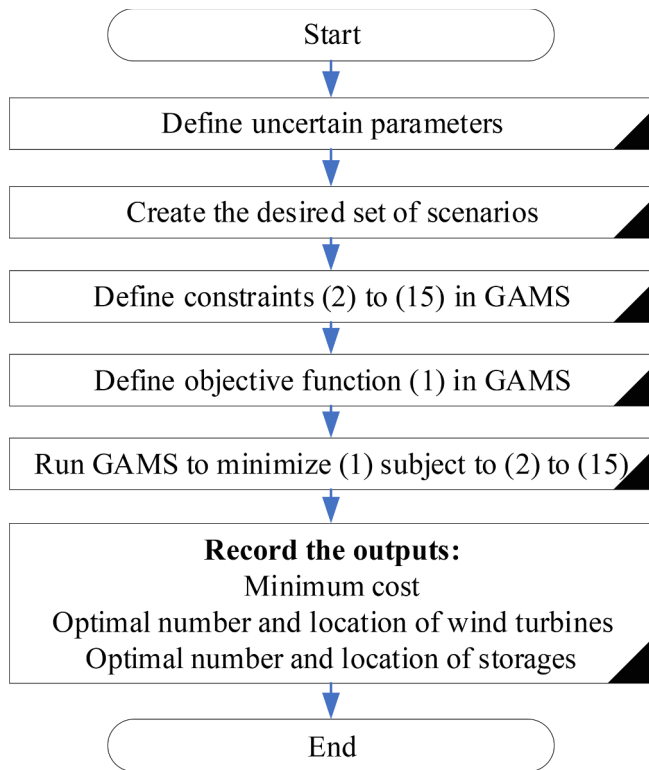 Start
Define uncertain parameters
Create the desired set of scenarios
Define constraints (2) to (15) in GAMS
Define objective function (1) in GAMS
Run GAMS to minimize (1) subject to (2) to (15)
Record the outputs:
Minimum cost
Optimal number and location of wind turbines
Optimal number and location of storages
End